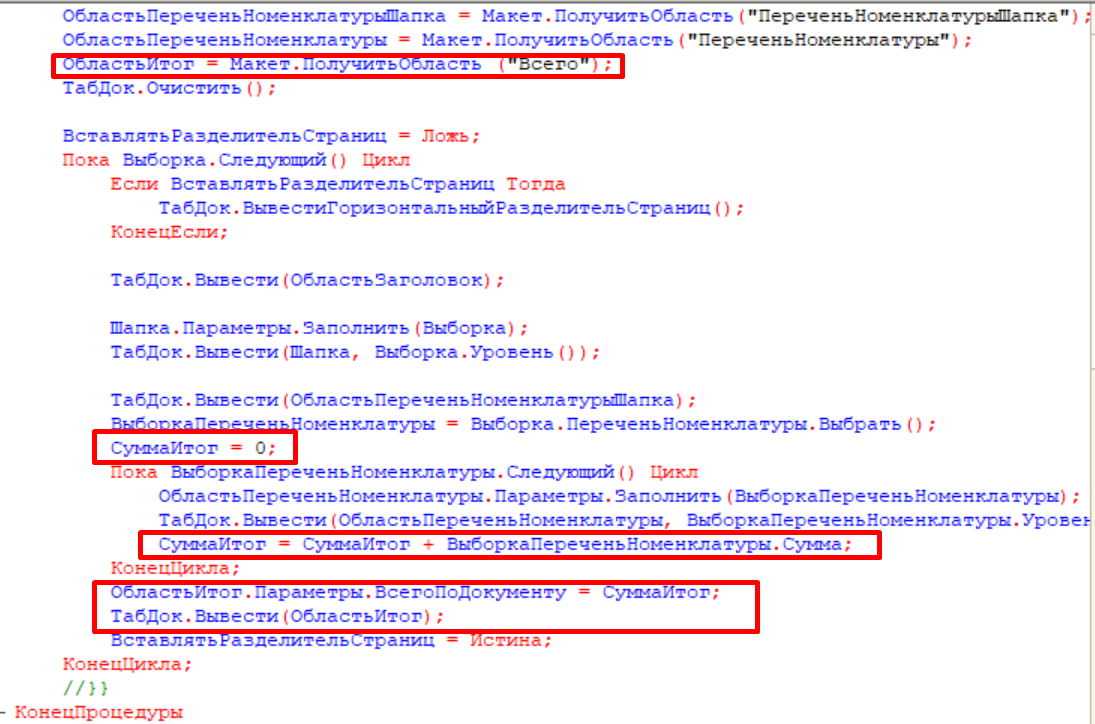 ОбластьПереченьНоменклатурыШапка = Макет.ПолучитьОбласть("ПереченьНоменклатурыШапка");
ОбластьПереченьНоменклатуры = Макет.ПолучитьОбласть("ПереченьНоменклатуры");
ОбластьИтог = Макет.ПолучитьОбласть ("Всего");
ТабДок.Очистить();
ВставлятьРазделительСтраниц = Ложь;
Пока Выборка.Следующий() Цикл
Если ВставлятьРазделительСтраниц Тогда
ТабДок.ВывестиГоризонтальныйРазделительСтраниц();
КонецЕсли;
ТабДок.Вывести(ОбластьЗаголовок);
Шапка.Параметры.Заполнить(Выборка);
ТабДок.Вывести(Шапка, Выборка.Уровень());
ТабДок.Вывести(ОбластьПереченьНоменклатурыШапка);
ВыборкаПереченьНоменклатуры = Выборка.ПереченьНоменклатуры.Выбрать();
СуммаИтог = 0;
Пока ВыборкаПереченьНоменклатуры.Следующий() Цикл
ОбластьПереченьНоменклатуры.Параметры.Заполнить(ВыборкаПереченьНоменклатуры);
ТабДок.Вывести(ОбластьПереченьНоменклатуры, ВыборкаПереченьНоменклатуры.Уровен
СуммаИтог = СуммаИтог + ВыборкаПереченьНоменклатуры.Сумма;
КонецЦикла;
ОбластьИтог.Параметры.ВсегоПоДокументу = СуммаИтог;
ТабДок.Вывести(ОбластьИтог);
ВставлятьРазделительСтраниц = Истина;
КонецЦикла;
//}}
КонецПроцедуры